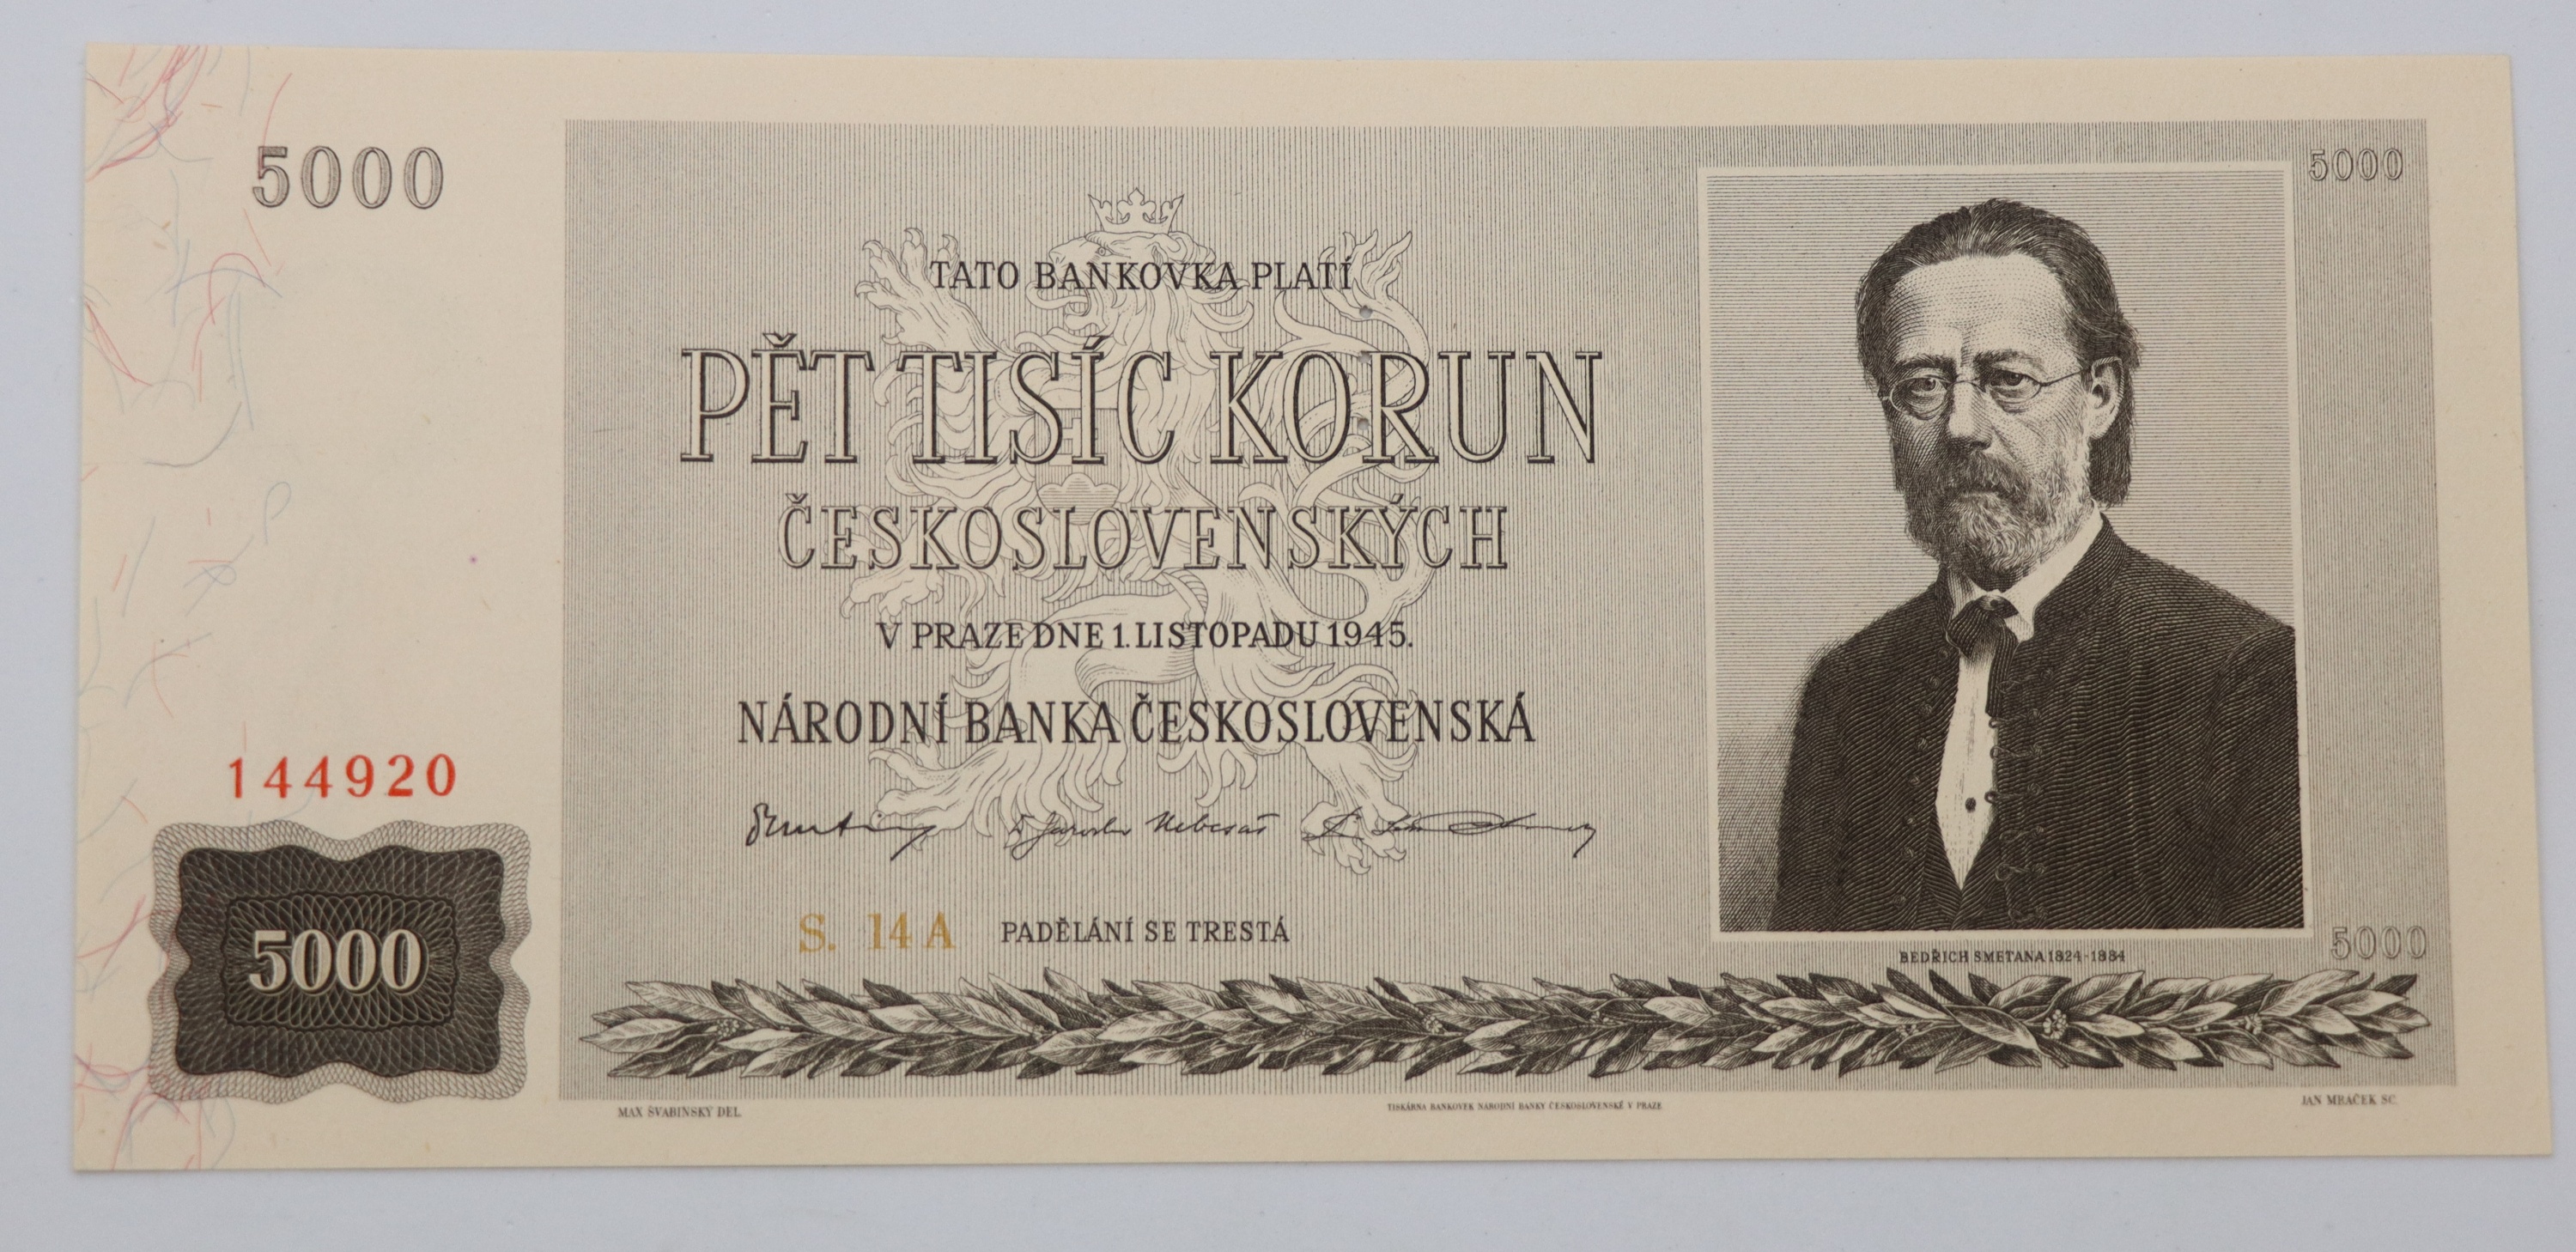 5000
5000
TATO BANKOVKA PLATÍ
PĚT TISÍC KORUN
ČESKOSLOVENSKÝCH
V PRAZE DNE 1. LISTOPADU 1945.
NÁRODNÍ BANKA ČESKOSLOVENSKÁ
144920
Jaroslav Nebesář
5000
S. 14 A PADĚLÁNÍ SE TRESTÁ
BEDŘICH SMETANA 1824-1884
5000
MAX ŠVABINSKÝ DEL.
TISKÁRNA BANKOVEK NÁRODNÍ BANKY ČESKOSLOVENSKÉ V PRAZE
JAN MRAČEK SC.